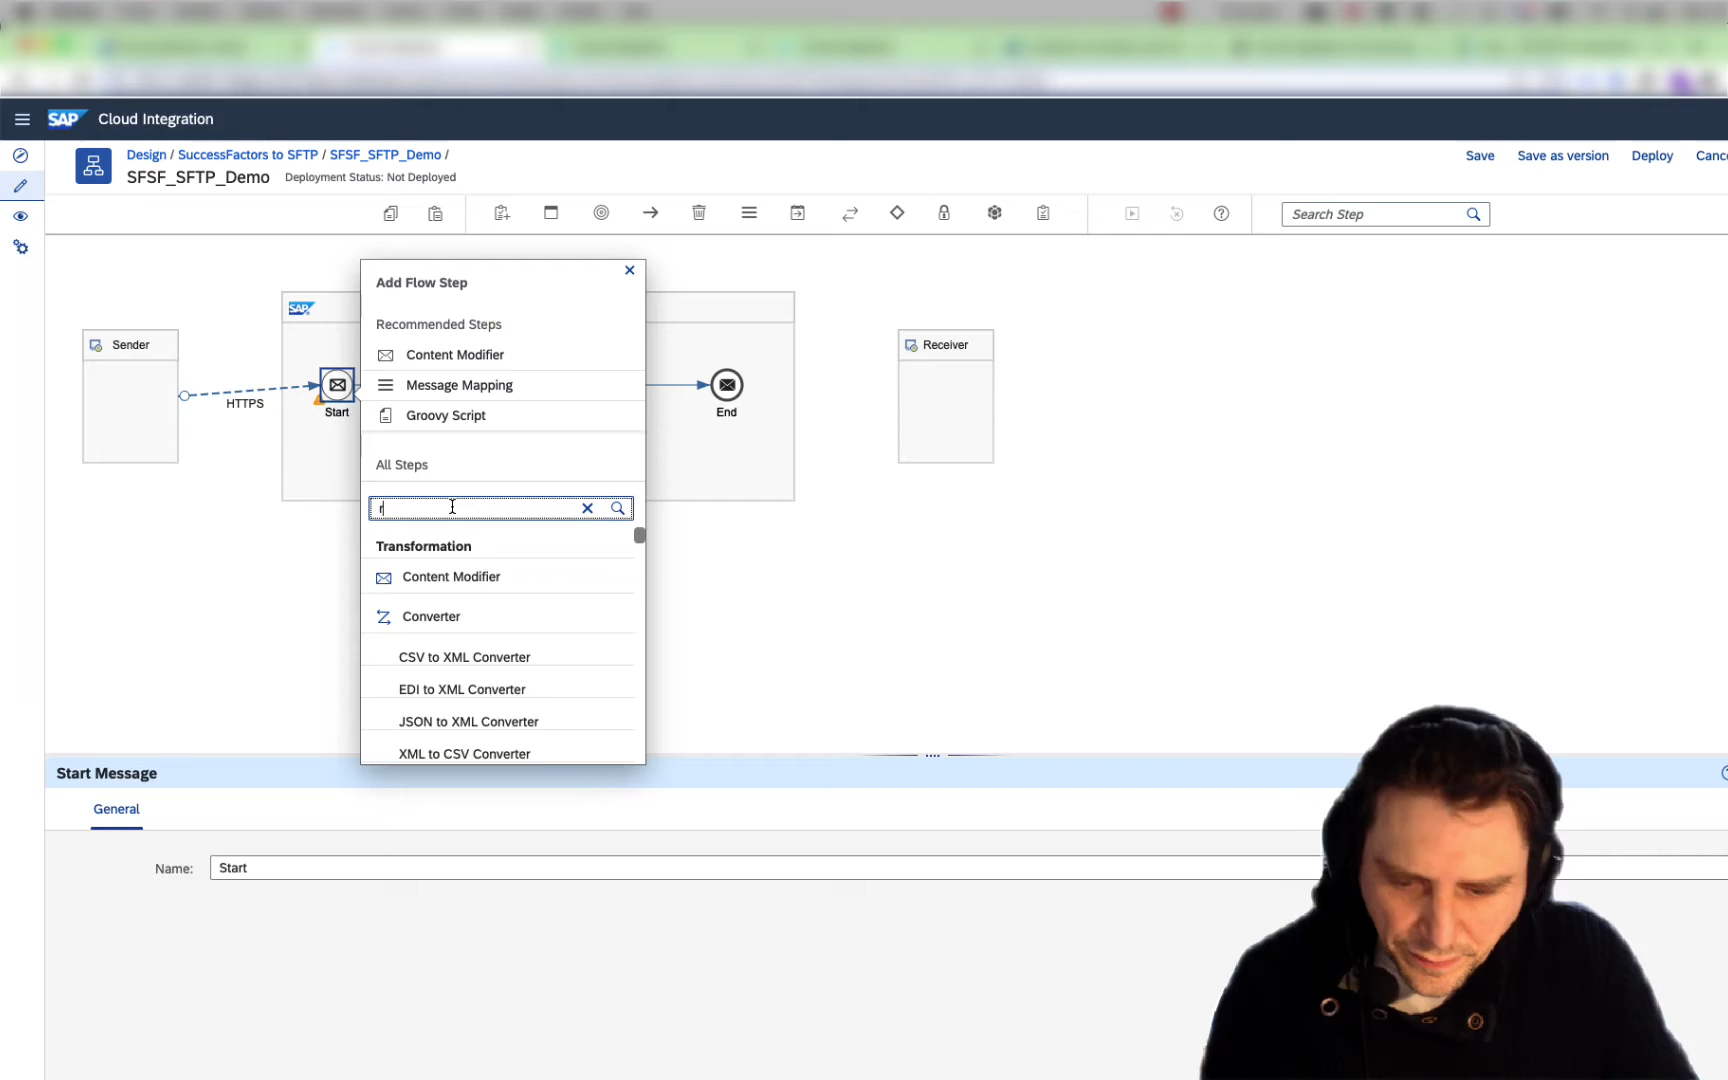 SAP Cloud Integration
Design / SuccessFactors to SFTP / SFSF_SFTP_Demo /
SFSF_SFTP_Demo Deployment Status: Not Deployed
Save Save as version Deploy Canc
Search Step
Add Flow Step
Recommended Steps
Content Modifier
Message Mapping
Groovy Script
All Steps
r
Transformation
Content Modifier
Converter
CSV to XML Converter
EDI to XML Converter
JSON to XML Converter
XML to CSV Converter
Sender
HTTPS
SAP
Start
End
Receiver
Start Message
General
Name: Start